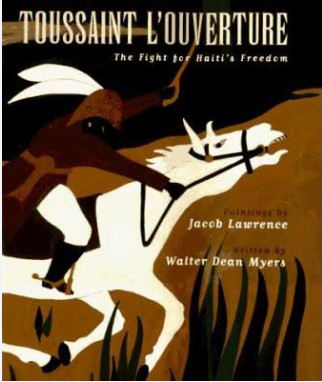 TOUSSAINT L'OUVERTURE
The Fight for Haiti's Freedom
Paintings by
Jacob Lawrence
Written by
Walter Dean Myers